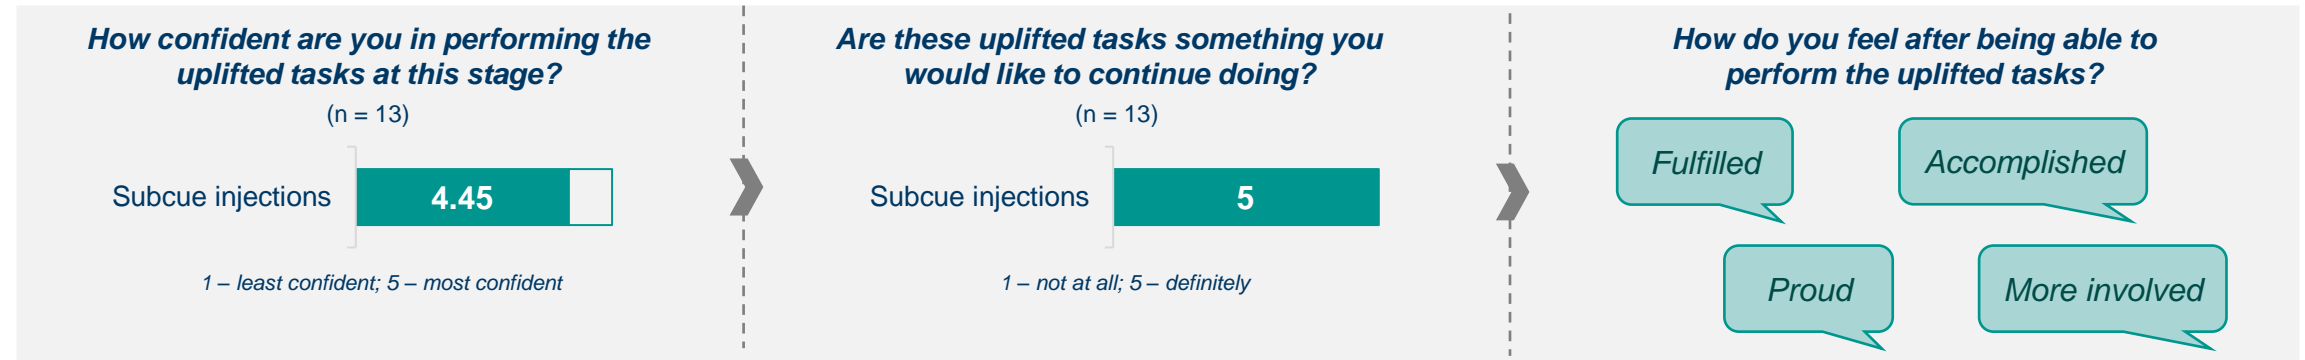 How confident are you in performing the
uplifted tasks at this stage?
(n = 13)
Subcue injections
4.45
1 – least confident; 5 – most confident
Are these uplifted tasks something you
would like to continue doing?
(n = 13)
Subcue injections
5
1 – not at all; 5 – definitely
How do you feel after being able to
perform the uplifted tasks?
Fulfilled
Accomplished
Proud
More involved